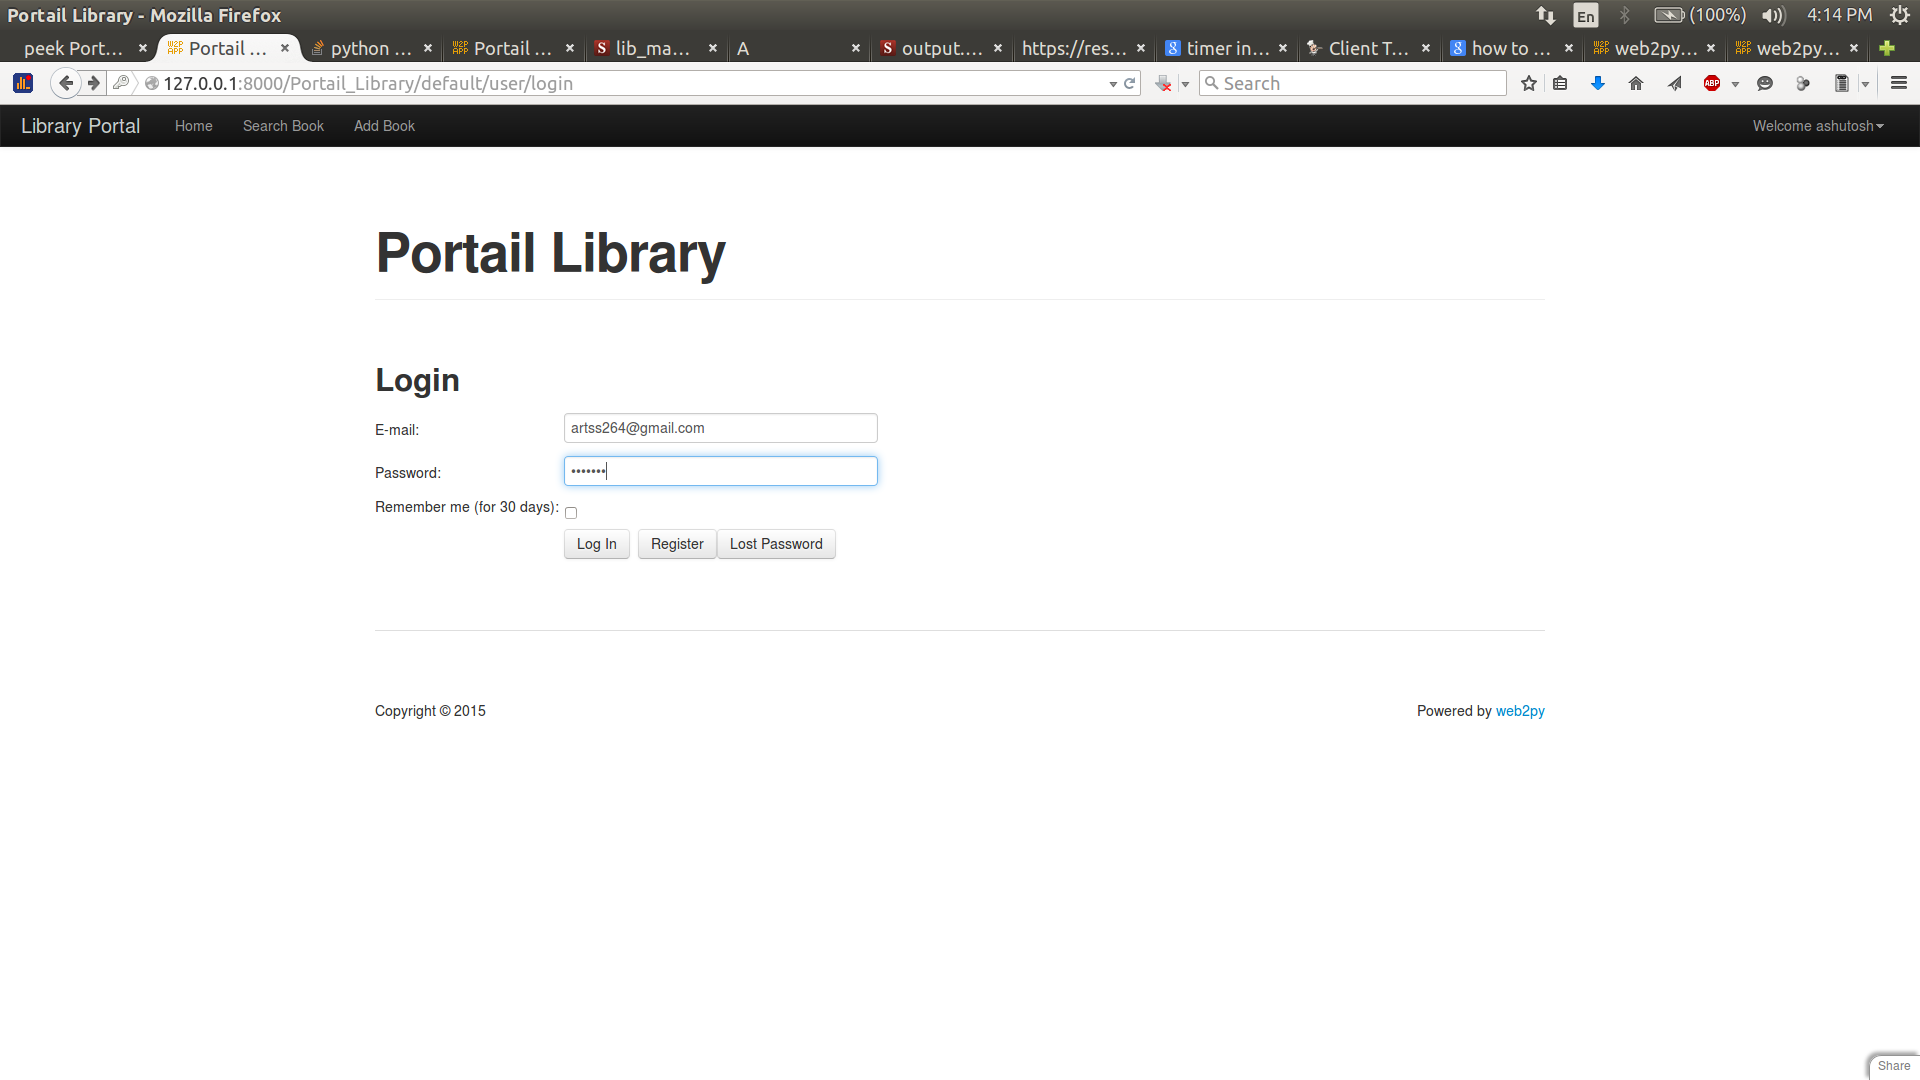 Portail Library - Mozilla Firefox
En (100%) 4:14 PM
peek Port... Portail ... python ... Portail ... lib_ma... A output.... https://res... timer in... Client T... how to ... web2py... web2py...
127.0.0.1:8000/Portail_Library/default/user/login Search ABP
Library Portal Home Search Book Add Book Welcome ashutosh
Portail Library
Login
E-mail: artss264@gmail.com
Password: •••••••
Remember me (for 30 days):
Log In Register Lost Password
Copyright © 2015 Powered by web2py
Share